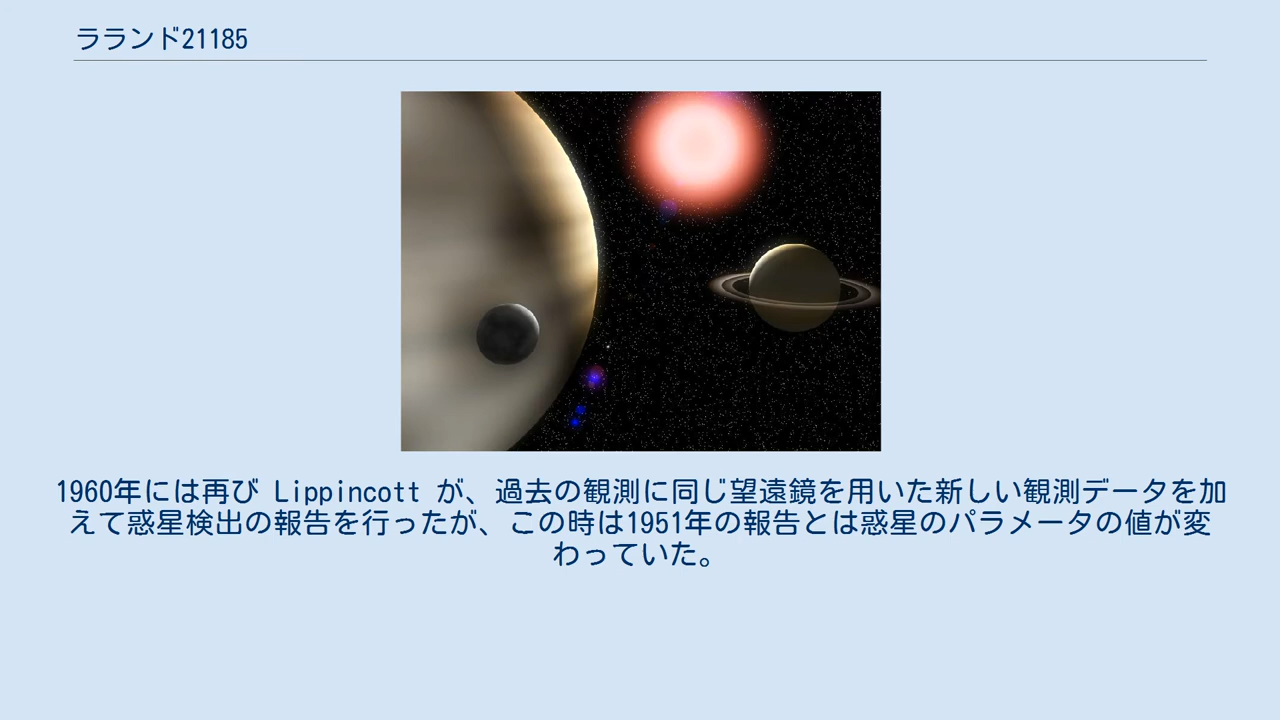 ラランド21185
1960年には再び Lippincott が、過去の観測に同じ望遠鏡を用いた新しい観測データを加
えて惑星検出の報告を行ったが、この時は1951年の報告とは惑星のパラメータの値が変
わっていた。